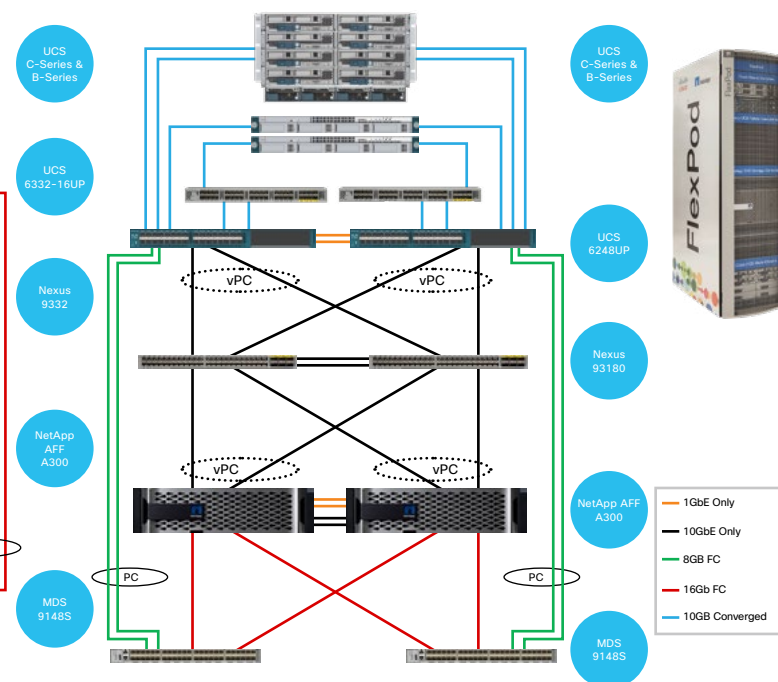 UCS
C-Series &
B-Series
UCS
C-Series &
B-Series
UCS
6332-16UP
UCS
6248UP
Nexus
9332
vPC
vPC
Nexus
93180
NetApp
AFF
A300
vPC
vPC
NetApp AFF
A300
PC
PC
MDS
9148S
MDS
9148S
1GbE Only
10GbE Only
8GB FC
16Gb FC
10GB Converged
FlexPod
FlexPod